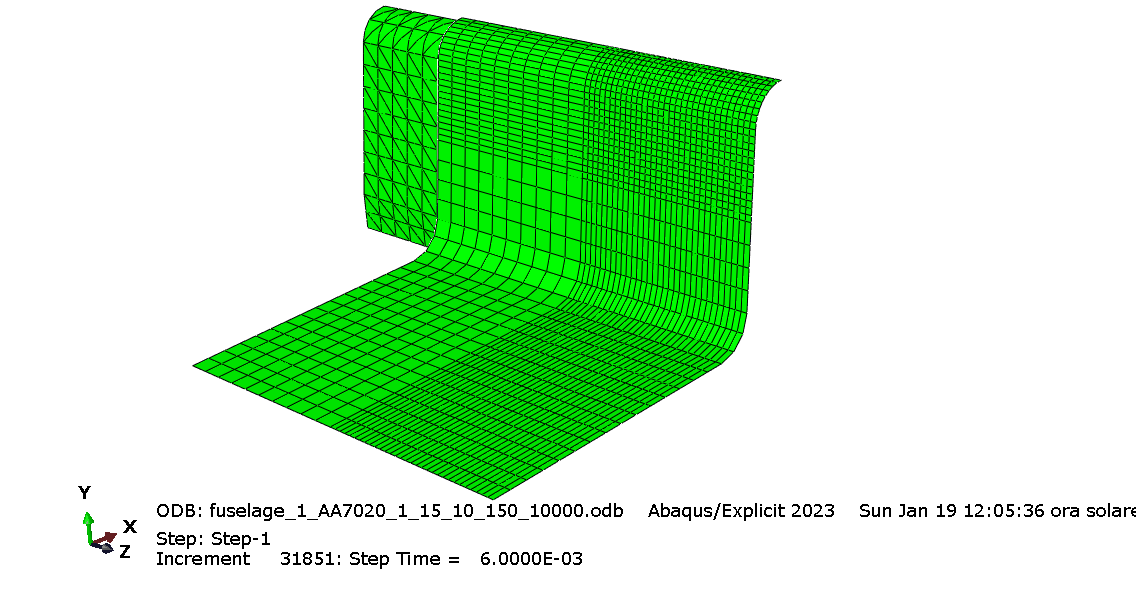 Y
X
Z
ODB: fuselage_1_AA7020_1_15_10_150_10000.odb Abaqus/Explicit 2023 Sun Jan 19 12:05:36 ora solare
Step: Step-1
Increment 31851: Step Time = 6.0000E-03